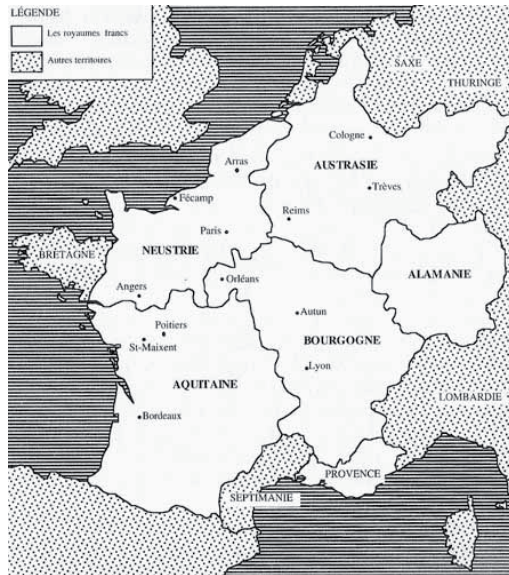 LÉGENDE
Les royaumes francs
Autres territoires
SAXE
THURINGE
Cologne
AUSTRASIE
Arras
Trèves
Fécamp
Reims
Paris
NEUSTRIE
BRETAGNE
ALAMANIE
Orléans
Angers
Autun
Poitiers
BOURGOGNE
St-Maixent
Lyon
AQUITAINE
LOMBARDIE
Bordeaux
PROVENCE
SEPTIMANIE